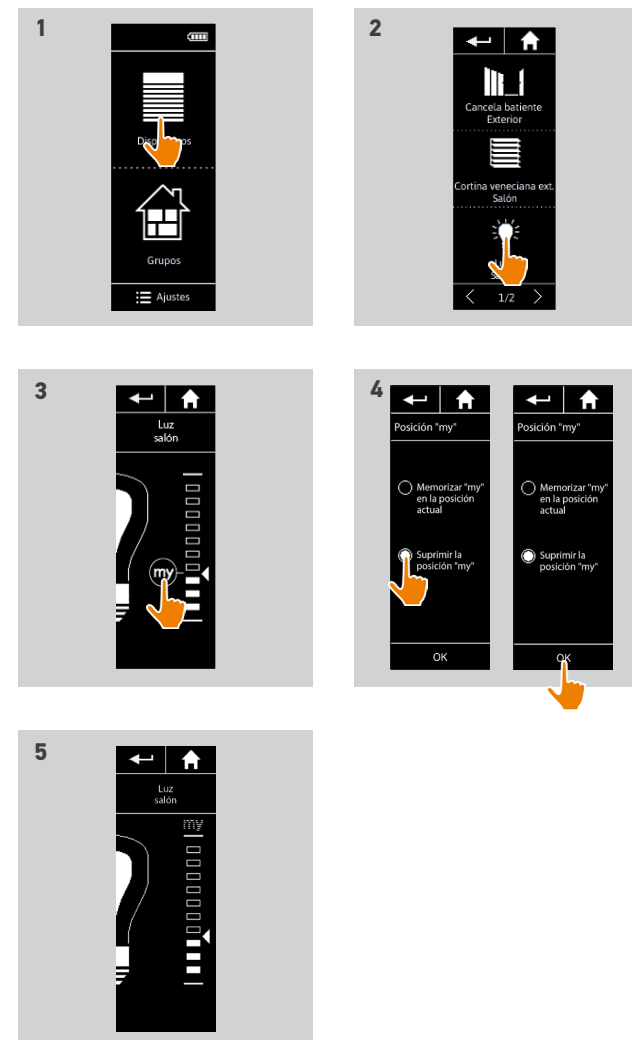 1
Grupos
Ajustes
2
Cancela batiente
Exterior
Cortina veneciana ext.
Salón
1/2
3
Luz
salón
my
4
Posición "my"
Memorizar "my"
en la posición
actual
Suprimir la
posición "my"
OK
Posición "my"
Memorizar "my"
en la posición
actual
Suprimir la
posición "my"
OK
5
Luz
salón
my